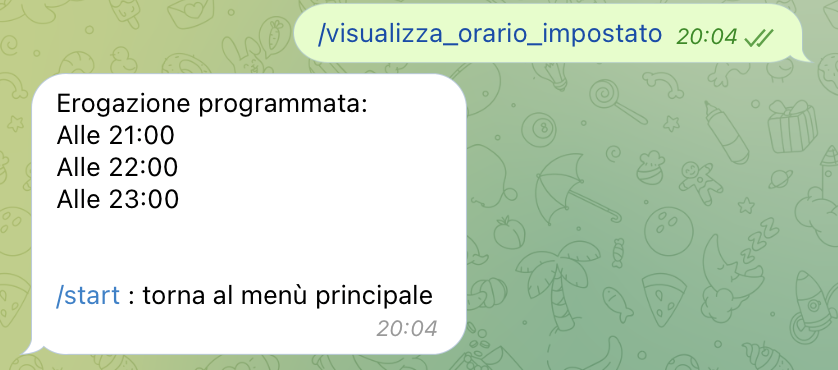 /visualizza_orario_impostato 20:04
Erogazione programmata:
Alle 21:00
Alle 22:00
Alle 23:00
/start : torna al menù principale
20:04